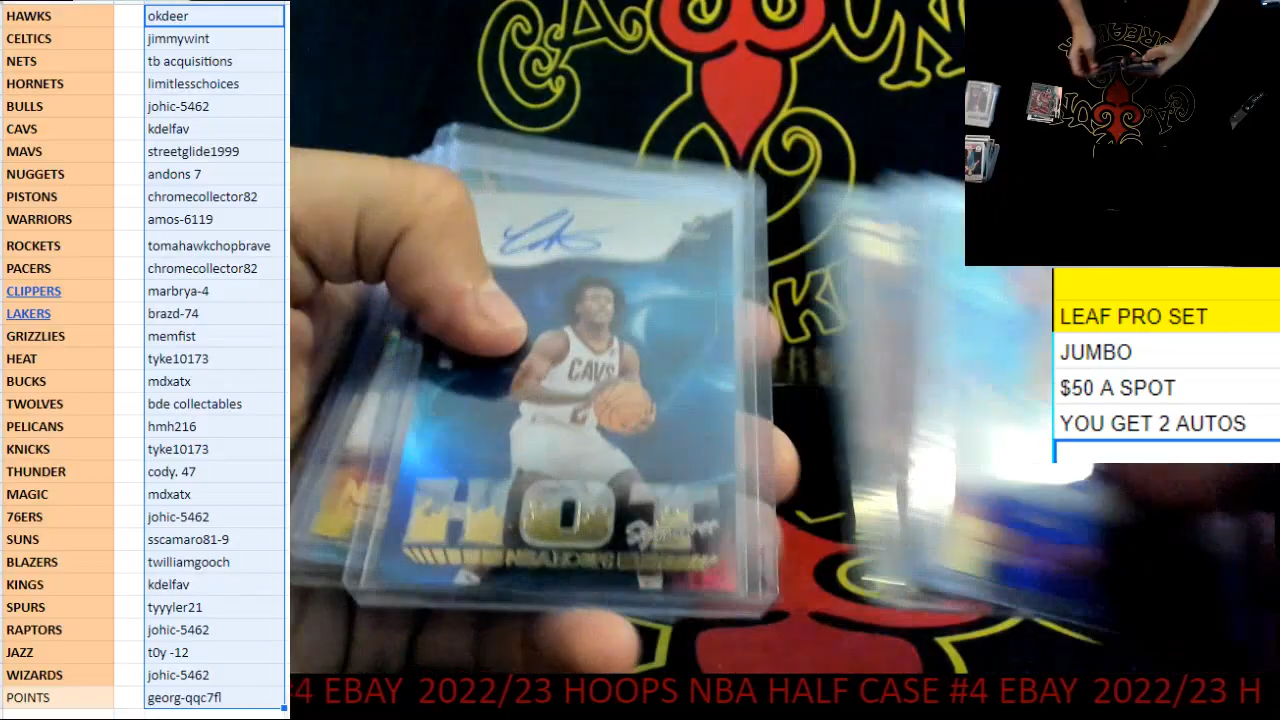 HAWKS okdeer
CELTICS jimmywint
NETS tb acquisitions
HORNETS limitlesschoices
BULLS johic-5462
CAVS kdelfav
MAVS streetglide1999
NUGGETS andons 7
PISTONS chromecollector82
WARRIORS amos-6119
ROCKETS tomahawkchopbrave
PACERS chromecollector82
CLIPPERS marbrya-4
LAKERS brazd-74
GRIZZLIES memfist
HEAT tyke10173
BUCKS mdxatx
TWOLVES bde collectables
PELICANS hmh216
KNICKS tyke10173
THUNDER cody. 47
MAGIC mdxatx
76ERS johic-5462
SUNS sscamaro81-9
BLAZERS twilliamgooch
KINGS kdelfav
SPURS tyyyler21
RAPTORS johic-5462
JAZZ t0y -12
WIZARDS johic-5462
POINTS georg-qqc7fl
CAVS
HOT
Signatures
LEAF PRO SET
JUMBO
$50 A SPOT
YOU GET 2 AUTOS
#4 EBAY 2022/23 HOOPS NBA HALF CASE #4 EBAY 2022/23 H